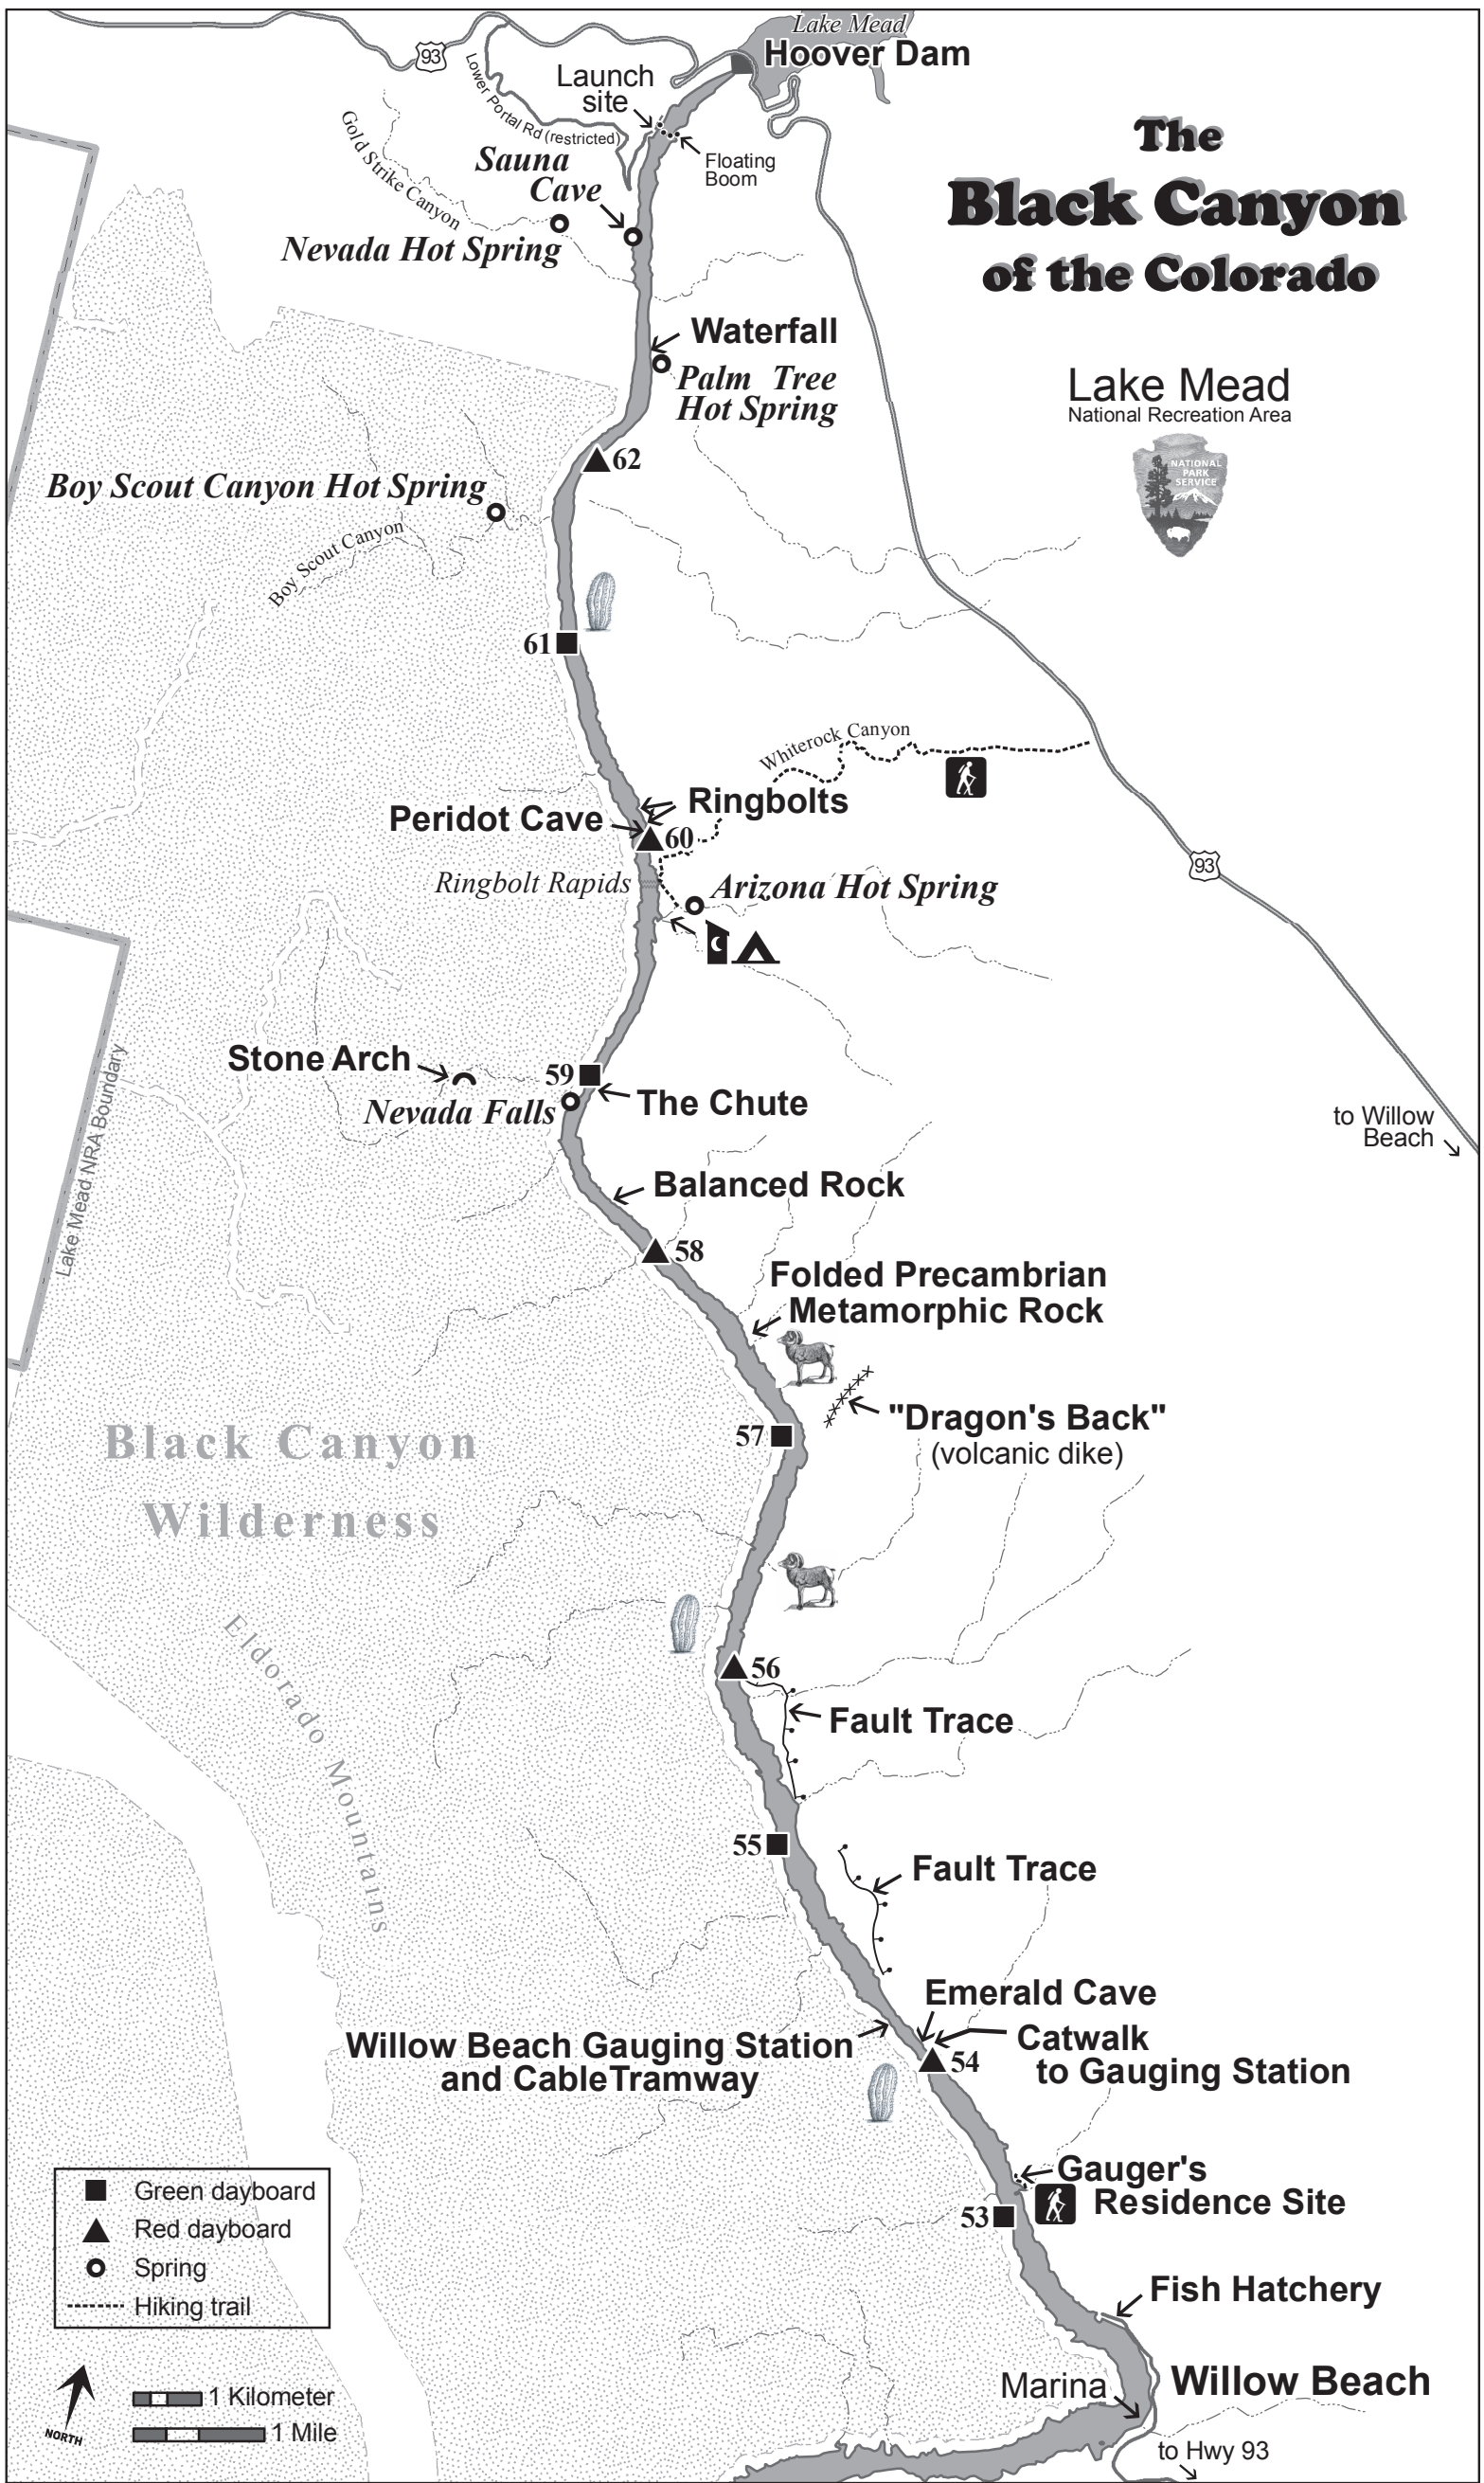 Lake Mead
Hoover Dam
93
Launch
site
Lower Portal Rd (restricted)
Floating
Boom
Gold Strike Canyon
Sauna
Cave
Nevada Hot Spring
The
Black Canyon
of the Colorado
Lake Mead
National Recreation Area
NATIONAL
PARK
SERVICE
Waterfall
Palm Tree
Hot Spring
62
Boy Scout Canyon Hot Spring
Boy Scout Canyon
61
Whiterock Canyon
Ringbolts
Peridot Cave
60
93
Ringbolt Rapids
Arizona Hot Spring
Stone Arch
59
Nevada Falls
The Chute
to Willow
Beach
Lake Mead NRA Boundary
Balanced Rock
58
Folded Precambrian
Metamorphic Rock
"Dragon's Back"
(volcanic dike)
57
Black Canyon
Wilderness
56
Fault Trace
Eldorado Mountains
55
Fault Trace
Emerald Cave
Willow Beach Gauging Station
and Cable Tramway
Catwalk
to Gauging Station
54
Gauger's
Residence Site
53
Green dayboard
Red dayboard
Spring
Hiking trail
Fish Hatchery
Marina
Willow Beach
NORTH
1 Kilometer
1 Mile
to Hwy 93